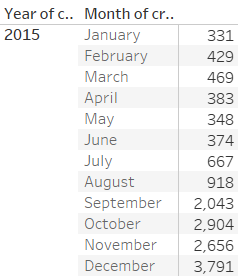 Year of c.. Month of cr..
2015 January 331
February 429
March 469
April 383
May 348
June 374
July 667
August 918
September 2,043
October 2,904
November 2,656
December 3,791